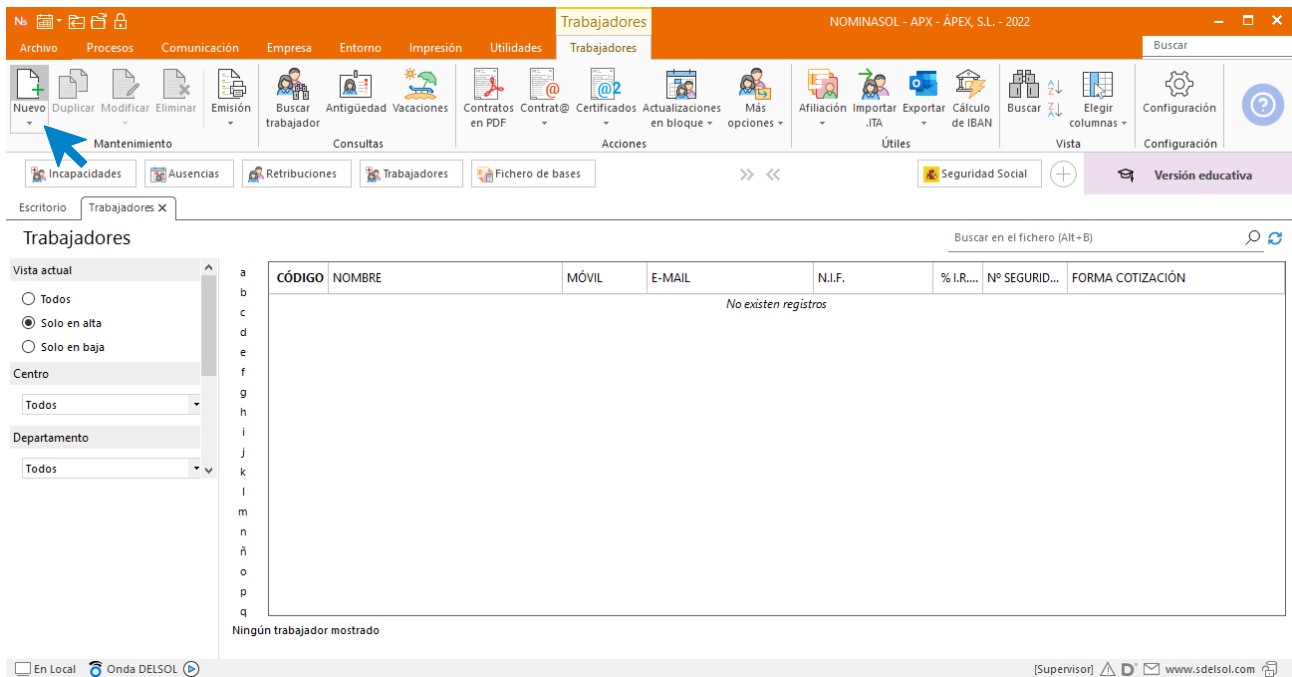 Ns
Trabajadores
NOMINASOL - APX - ÁPEX, S.L. - 2022
Archivo Procesos Comunicación Empresa Entorno Impresión Utilidades Trabajadores Buscar
Nuevo Duplicar Modificar Eliminar Emisión Buscar trabajador Antigüedad Vacaciones Contratos en PDF Contrat@ Certificados Actualizaciones en bloque Más opciones Afiliación Importar .ITA Exportar Cálculo de IBAN Buscar Elegir columnas Configuración
Mantenimiento Consultas Acciones Útiles Vista Configuración
Incapacidades Ausencias Retribuciones Trabajadores Fichero de bases Seguridad Social Versión educativa
Escritorio Trabajadores X
Trabajadores
Buscar en el fichero (Alt+B)
Vista actual
Todos
Solo en alta
Solo en baja
Centro
Todos
Departamento
Todos
a
b
c
d
e
f
g
h
i
j
k
l
m
n
ñ
o
p
q
CÓDIGO NOMBRE MÓVIL E-MAIL N.I.F. % I.R.... Nº SEGURID... FORMA COTIZACIÓN
No existen registros
Ningún trabajador mostrado
En Local Onda DELSOL [Supervisor] D www.sdelsol.com